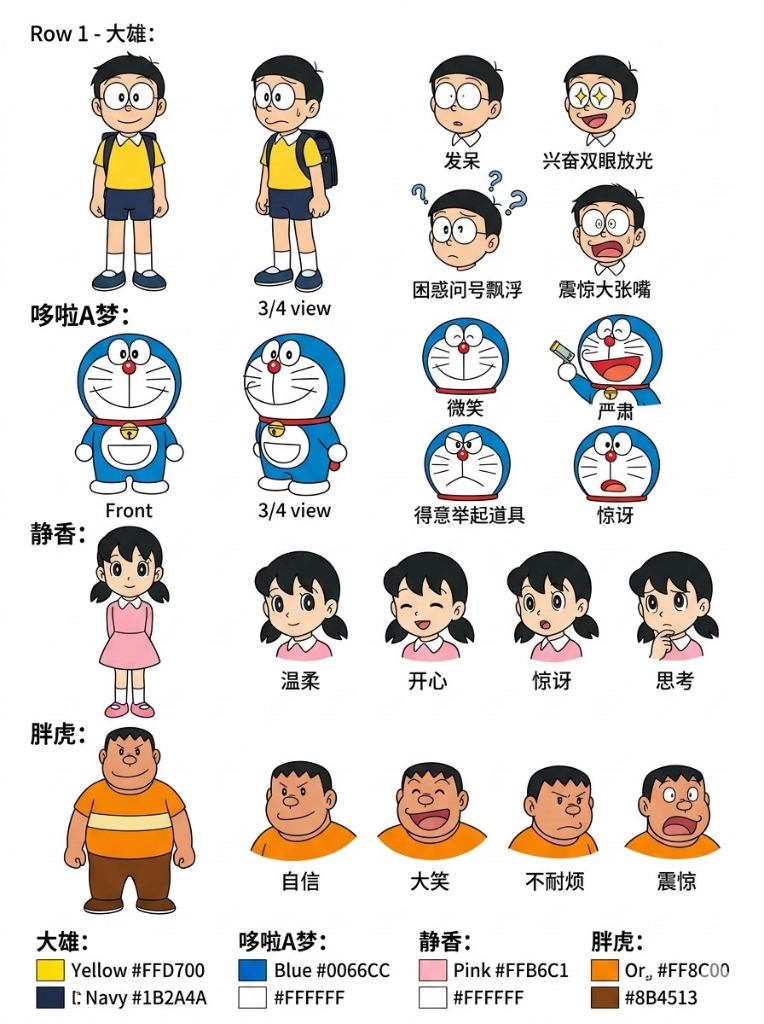 Row 1 - 大雄：
发呆
兴奋双眼放光
? ? ?
困惑问号飘浮
震惊大张嘴
3/4 view
哆啦A梦：
微笑
严肃
Front
3/4 view
得意举起道具
惊讶
静香：
温柔
开心
惊讶
思考
胖虎：
自信
大笑
不耐烦
震惊
大雄：
哆啦A梦：
静香：
胖虎：
Yellow #FFD700
Blue #0066CC
Pink #FFB6C1
#FF8C00
Navy #1B2A4A
#FFFFFF
#FFFFFF
#8B4513